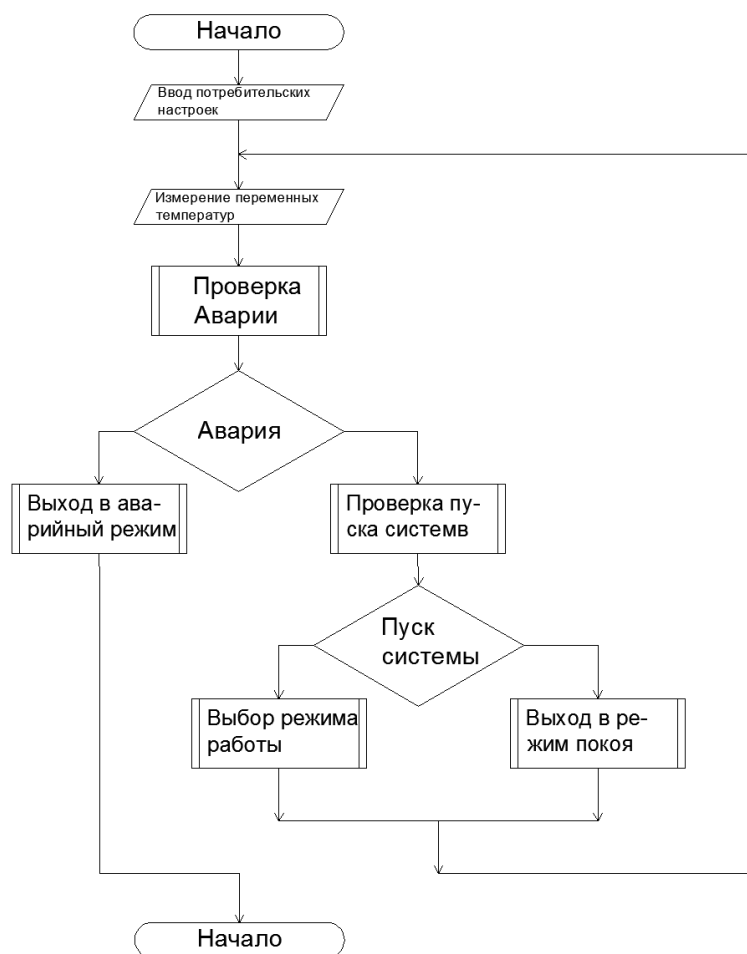 Начало
Ввод потребительских
настроек
Измерение переменных
температур
Проверка
Аварии
Авария
Выход в ава-
рийный режим
Проверка пу-
ска системв
Пуск
системы
Выбор режима
работы
Выход в ре-
жим покоя
Начало